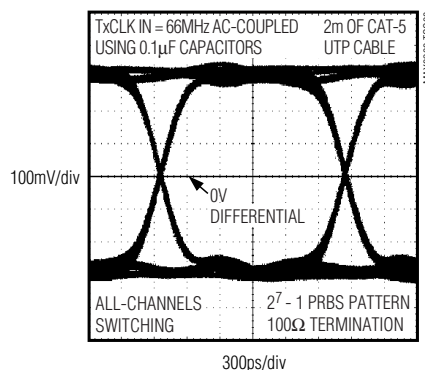 TxCLK IN = 66MHz AC-COUPLED
USING 0.1μF CAPACITORS
2m OF CAT-5
UTP CABLE
100mV/div
0V
DIFFERENTIAL
ALL-CHANNELS
SWITCHING
2⁷ - 1 PRBS PATTERN
100Ω TERMINATION
300ps/div